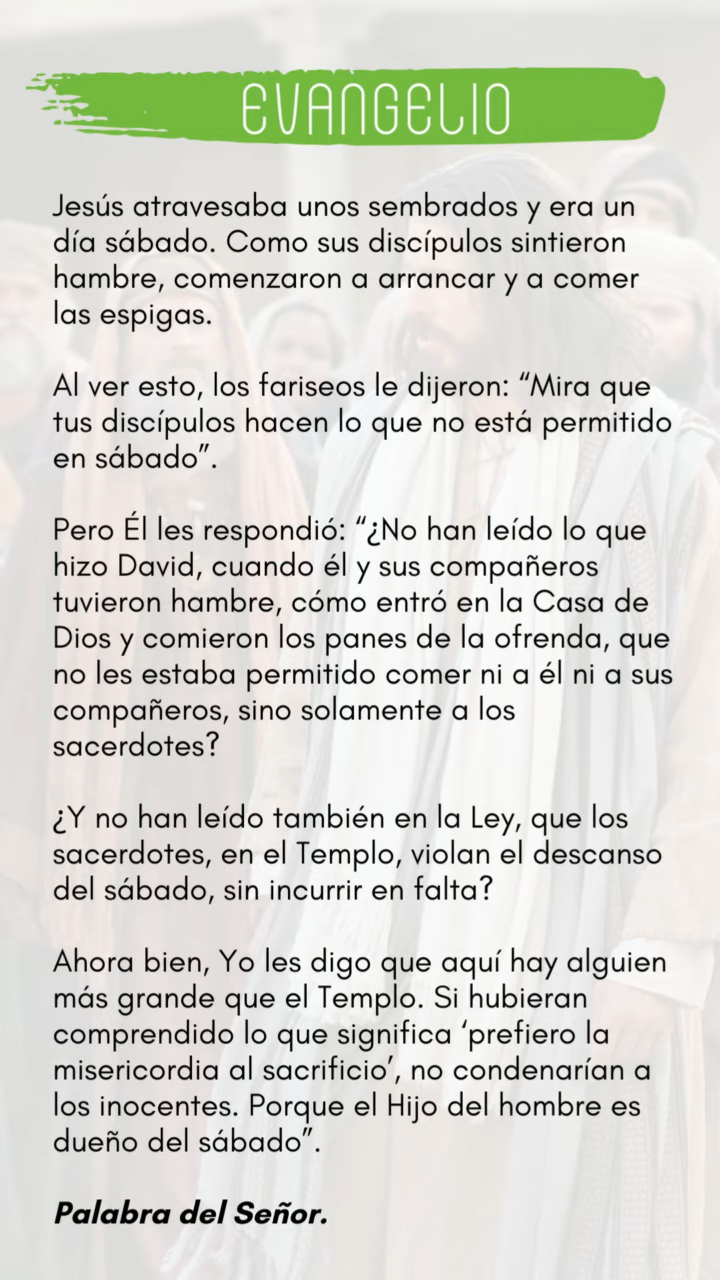 EVANGELIO
Jesús atravesaba unos sembrados y era un
día sábado. Como sus discípulos sintieron
hambre, comenzaron a arrancar y a comer
las espigas.
Al ver esto, los fariseos le dijeron: “Mira que
tus discípulos hacen lo que no está permitido
en sábado”.
Pero Él les respondió: “¿No han leído lo que
hizo David, cuando él y sus compañeros
tuvieron hambre, cómo entró en la Casa de
Dios y comieron los panes de la ofrenda, que
no les estaba permitido comer ni a él ni a sus
compañeros, sino solamente a los
sacerdotes?
¿Y no han leído también en la Ley, que los
sacerdotes, en el Templo, violan el descanso
del sábado, sin incurrir en falta?
Ahora bien, Yo les digo que aquí hay alguien
más grande que el Templo. Si hubieran
comprendido lo que significa ‘prefiero la
misericordia al sacrificio’, no condenarían a
los inocentes. Porque el Hijo del hombre es
dueño del sábado”.
Palabra del Señor.